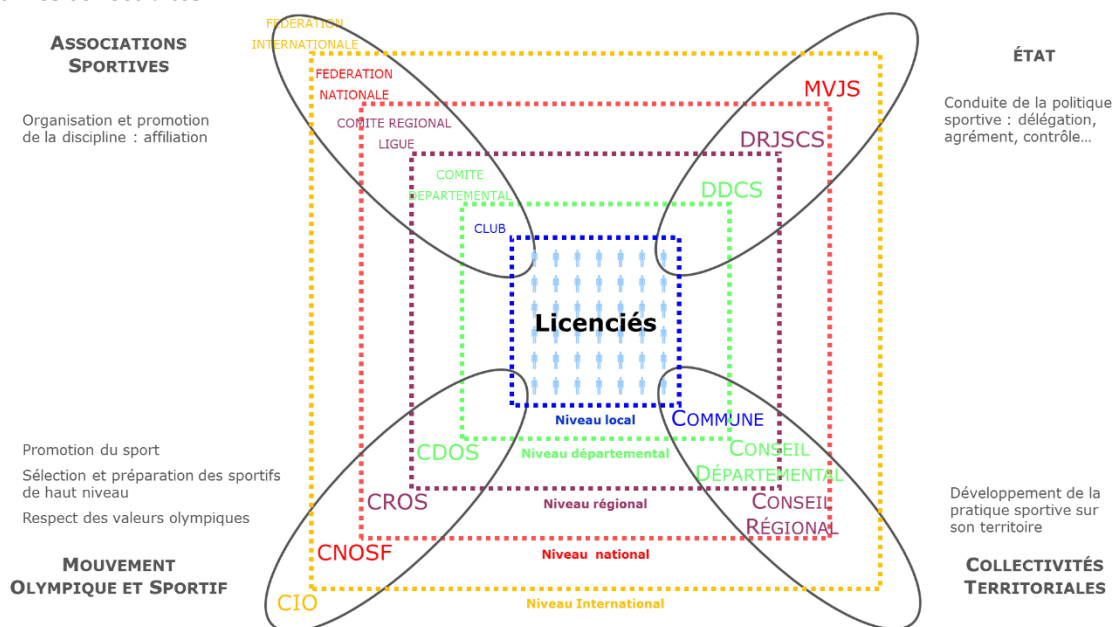 FEDERATION
INTERNATIONALE
ASSOCIATIONS
SPORTIVES
Organisation et promotion
de la discipline : affiliation
FEDERATION
NATIONALE
COMITE REGIONAL
LIGUE
COMITE
DEPARTEMENTAL
CLUB
ÉTAT
Conduite de la politique
sportive : délégation,
agrément, contrôle…
MVJS
DRJSCS
DDCS
Licenciés
Niveau local
Niveau départemental
Niveau régional
Niveau national
Niveau International
Promotion du sport
Sélection et préparation des sportifs
de haut niveau
Respect des valeurs olympiques
MOUVEMENT
OLYMPIQUE ET SPORTIF
CDOS
CROS
CNOSF
CIO
COMMUNE
CONSEIL
DÉPARTEMENTAL
CONSEIL
RÉGIONAL
Développement de la
pratique sportive sur
son territoire
COLLECTIVITÉS
TERRITORIALES